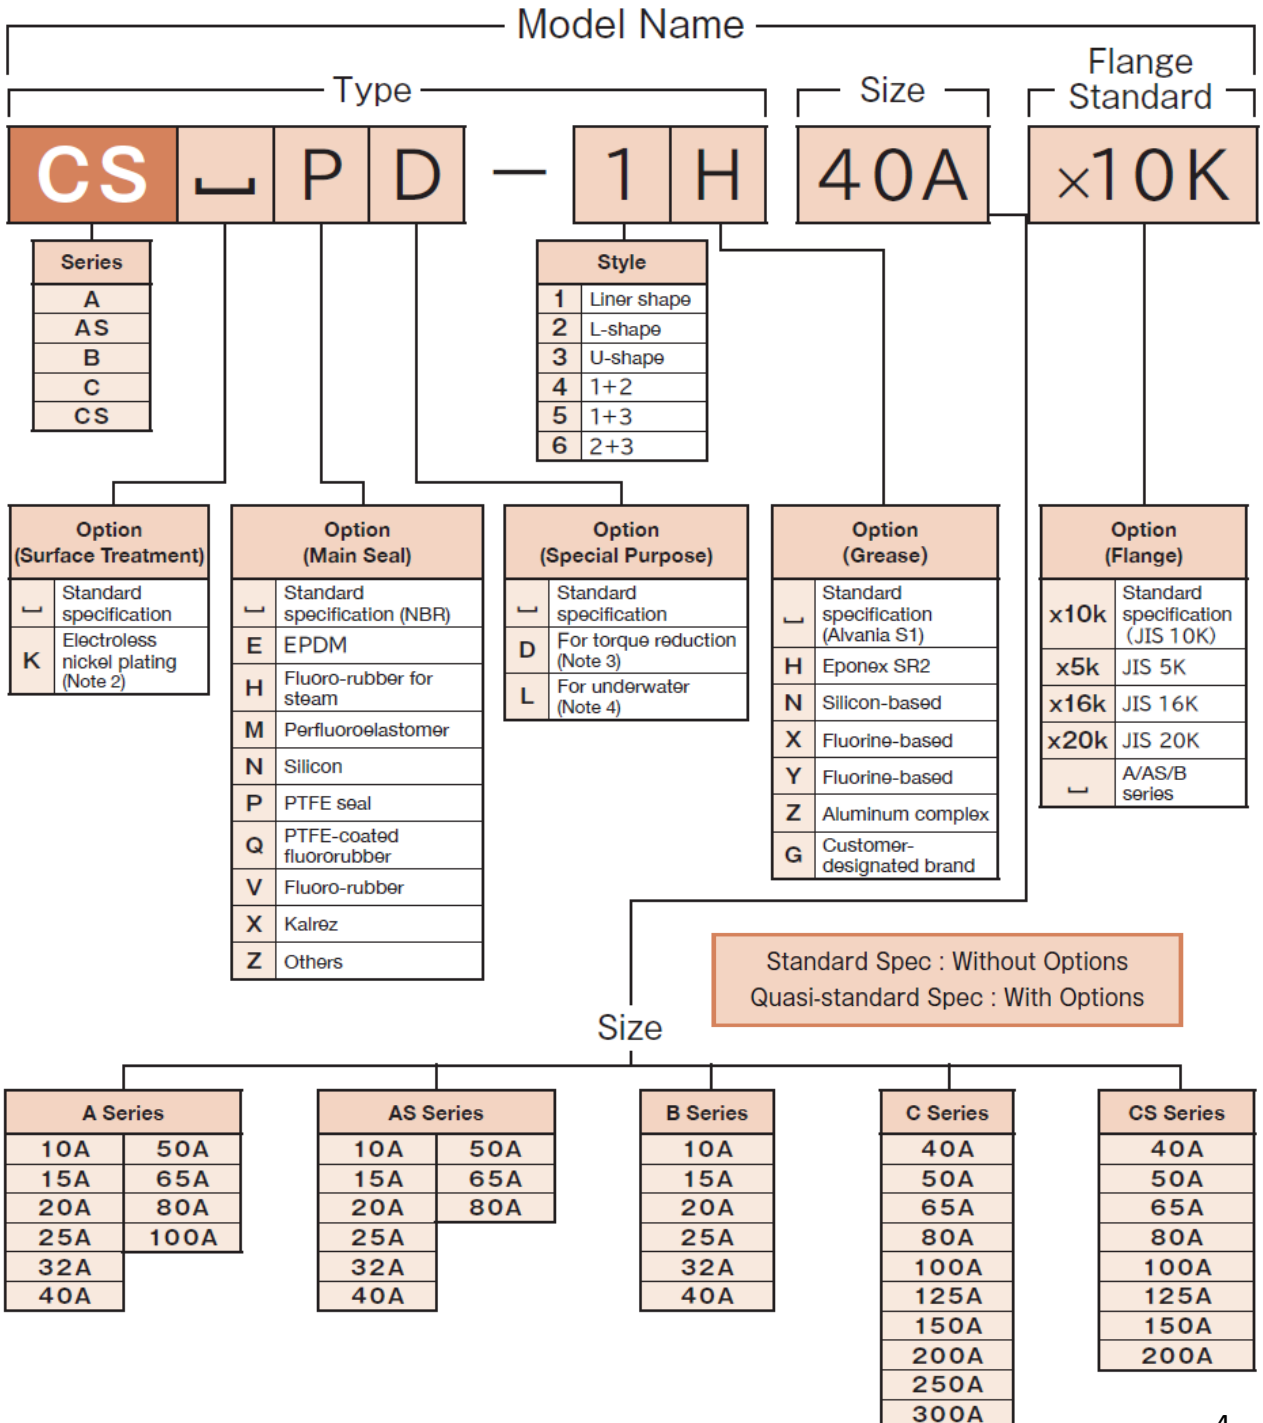 Model Name
Type
Size
Flange
Standard
CS ⎵ P D — 1 H 40A ×10K
Series
A
AS
B
C
CS
Style
1 Liner shape
2 L-shape
3 U-shape
4 1+2
5 1+3
6 2+3
Option
(Surface Treatment)
⎵ Standard
specification
K Electroless
nickel plating
(Note 2)
Option
(Main Seal)
⎵ Standard
specification (NBR)
E EPDM
H Fluoro-rubber for
steam
M Perfluoroelastomer
N Silicon
P PTFE seal
Q PTFE-coated
fluororubber
V Fluoro-rubber
X Kalrez
Z Others
Option
(Special Purpose)
⎵ Standard
specification
D For torque reduction
(Note 3)
L For underwater
(Note 4)
Option
(Grease)
⎵ Standard
specification
(Alvania S1)
H Eponex SR2
N Silicon-based
X Fluorine-based
Y Fluorine-based
Z Aluminum complex
G Customer-
designated brand
Option
(Flange)
x10k Standard
specification
(JIS 10K)
x5k JIS 5K
x16k JIS 16K
x20k JIS 20K
⎵ A/AS/B
series
Standard Spec : Without Options
Quasi-standard Spec : With Options
Size
A Series
10A 50A
15A 65A
20A 80A
25A 100A
32A
40A
AS Series
10A 50A
15A 65A
20A 80A
25A
32A
40A
B Series
10A
15A
20A
25A
32A
40A
C Series
40A
50A
65A
80A
100A
125A
150A
200A
250A
300A
CS Series
40A
50A
65A
80A
100A
125A
150A
200A